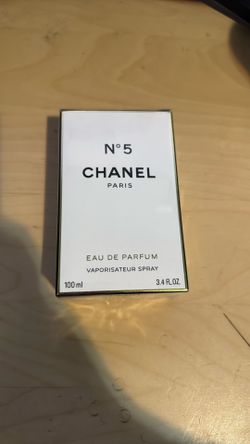 N°5
CHANEL
PARIS
EAU DE PARFUM
VAPORISATEUR SPRAY
100 ml 3.4 FL.OZ.